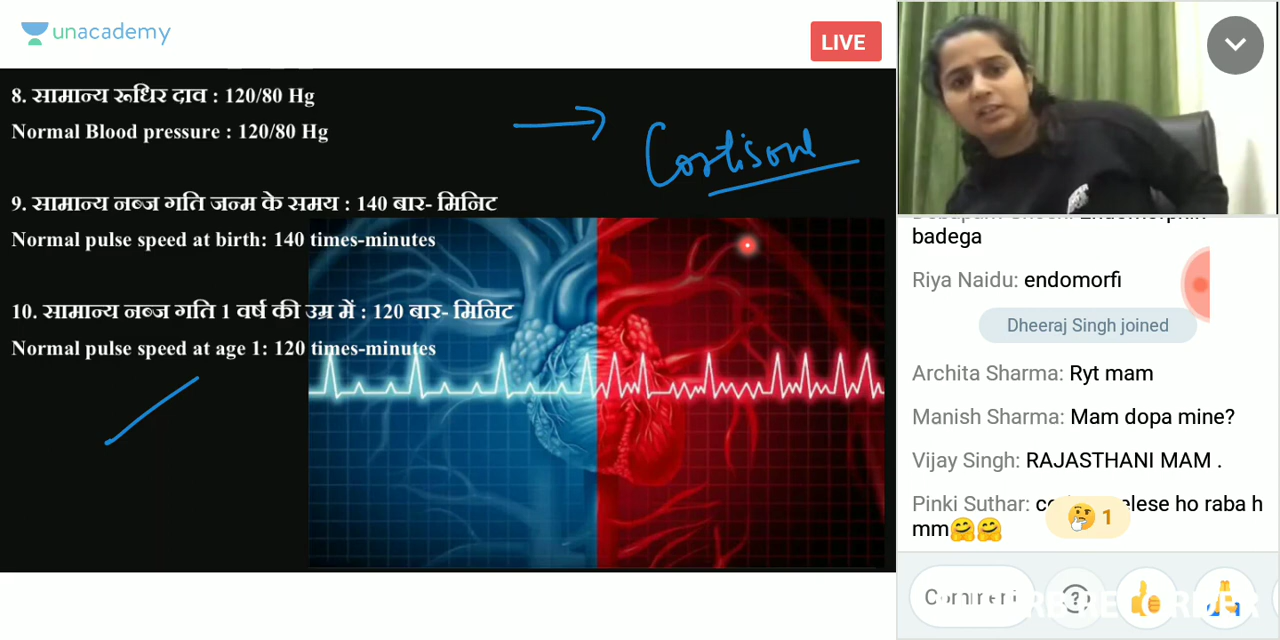 unacademy
LIVE
8. सामान्य रूधिर दाव : 120/80 Hg
Normal Blood pressure : 120/80 Hg
Cortisone
9. सामान्य नब्ज गति जन्म के समय : 140 बार- मिनिट
Normal pulse speed at birth: 140 times-minutes
10. सामान्य नब्ज गति 1 वर्ष की उम्र में : 120 बार- मिनिट
Normal pulse speed at age 1: 120 times-minutes
badega
Riya Naidu: endomorfi
Dheeraj Singh joined
Archita Sharma: Ryt mam
Manish Sharma: Mam dopa mine?
Vijay Singh: RAJASTHANI MAM .
Pinki Suthar: ho raba h
mm🤗🤗
🤔 1